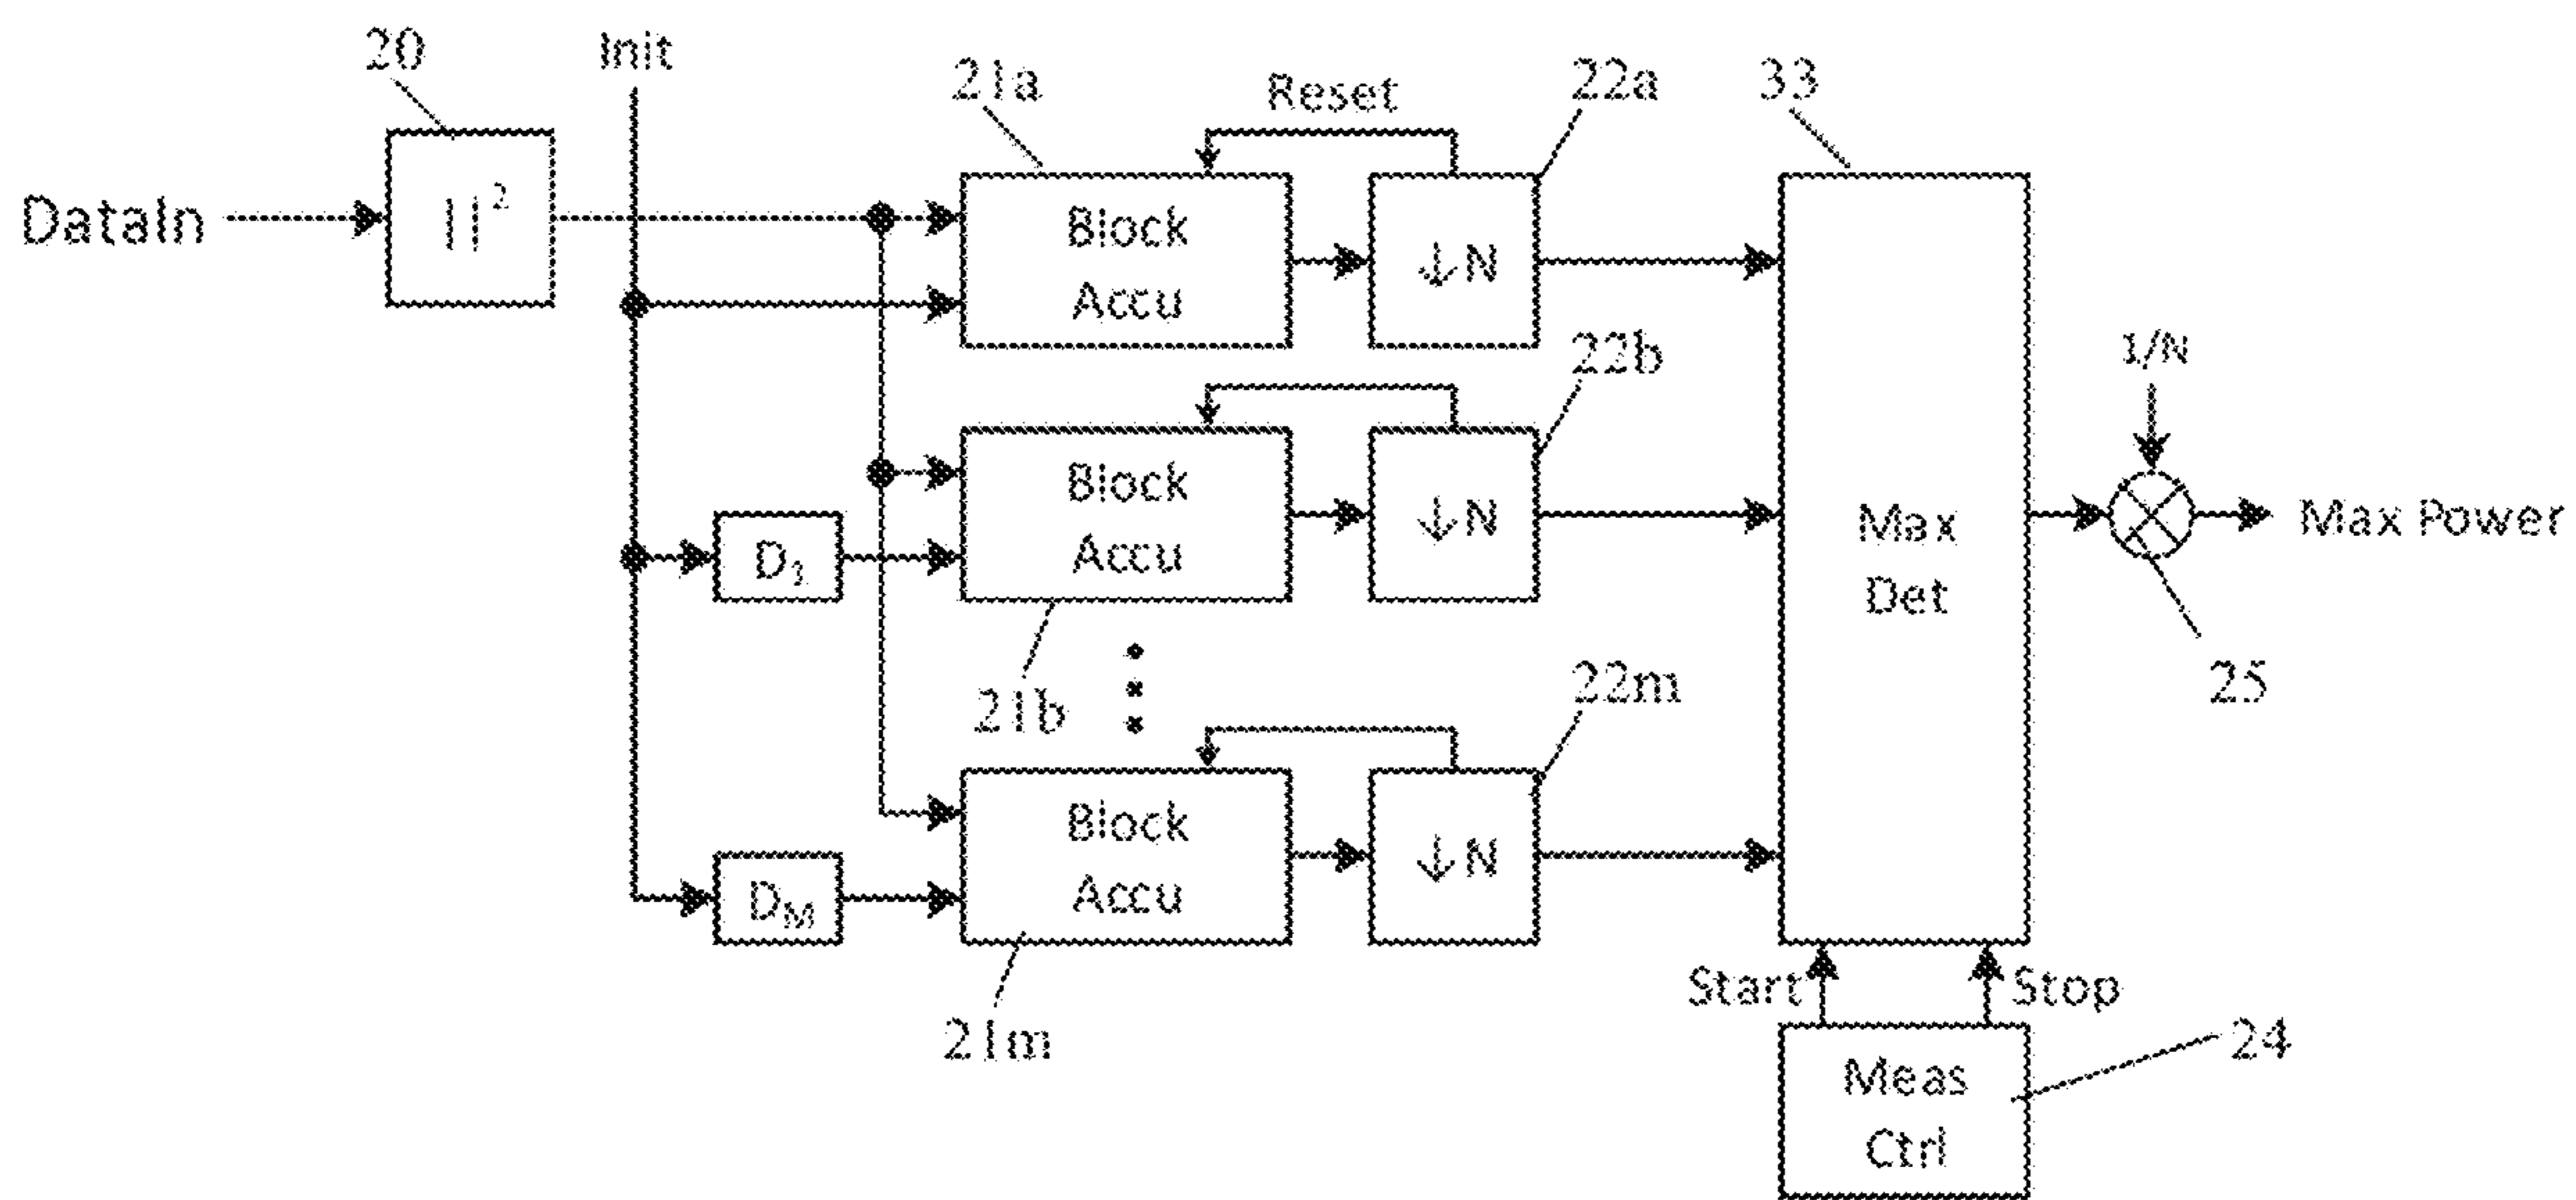 20
Init
21a
Reset
22a
33
DataIn
| |²
Block
Accu
↓N
22b
1/N
Block
Accu
↓N
D₁
Max
Det
Max Power
21b
22m
25
Block
Accu
↓N
D_M
21m
Start
Stop
24
Meas
Ctrl